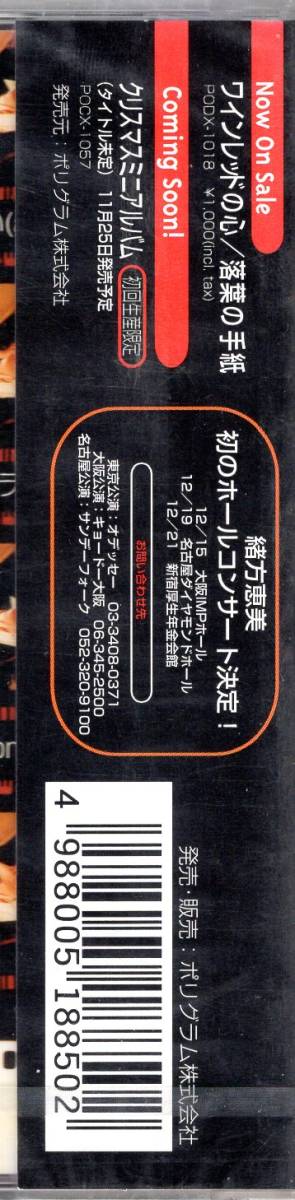 Now On Sale
ワインレッドの心／落葉の手紙
PODX-1018 ¥1,000(incl. tax)
Coming Soon!
クリスマスミニアルバム 初回生産限定
(タイトル未定) 11月25日発売予定
POCX-1057
発売元：ポリグラム株式会社
緒方恵美
初のホールコンサート決定！
12／15 大阪IMPホール
12／19 名古屋ダイヤモンドホール
12／21 新宿厚生年金会館
お問い合わせ先
東京公演：オデッセー 03-3408-0371
大阪公演：キョードー大阪 06-345-2500
名古屋公演：サンデーフォーク 052-320-9100
発売・販売：ポリグラム株式会社
4 988005 188502